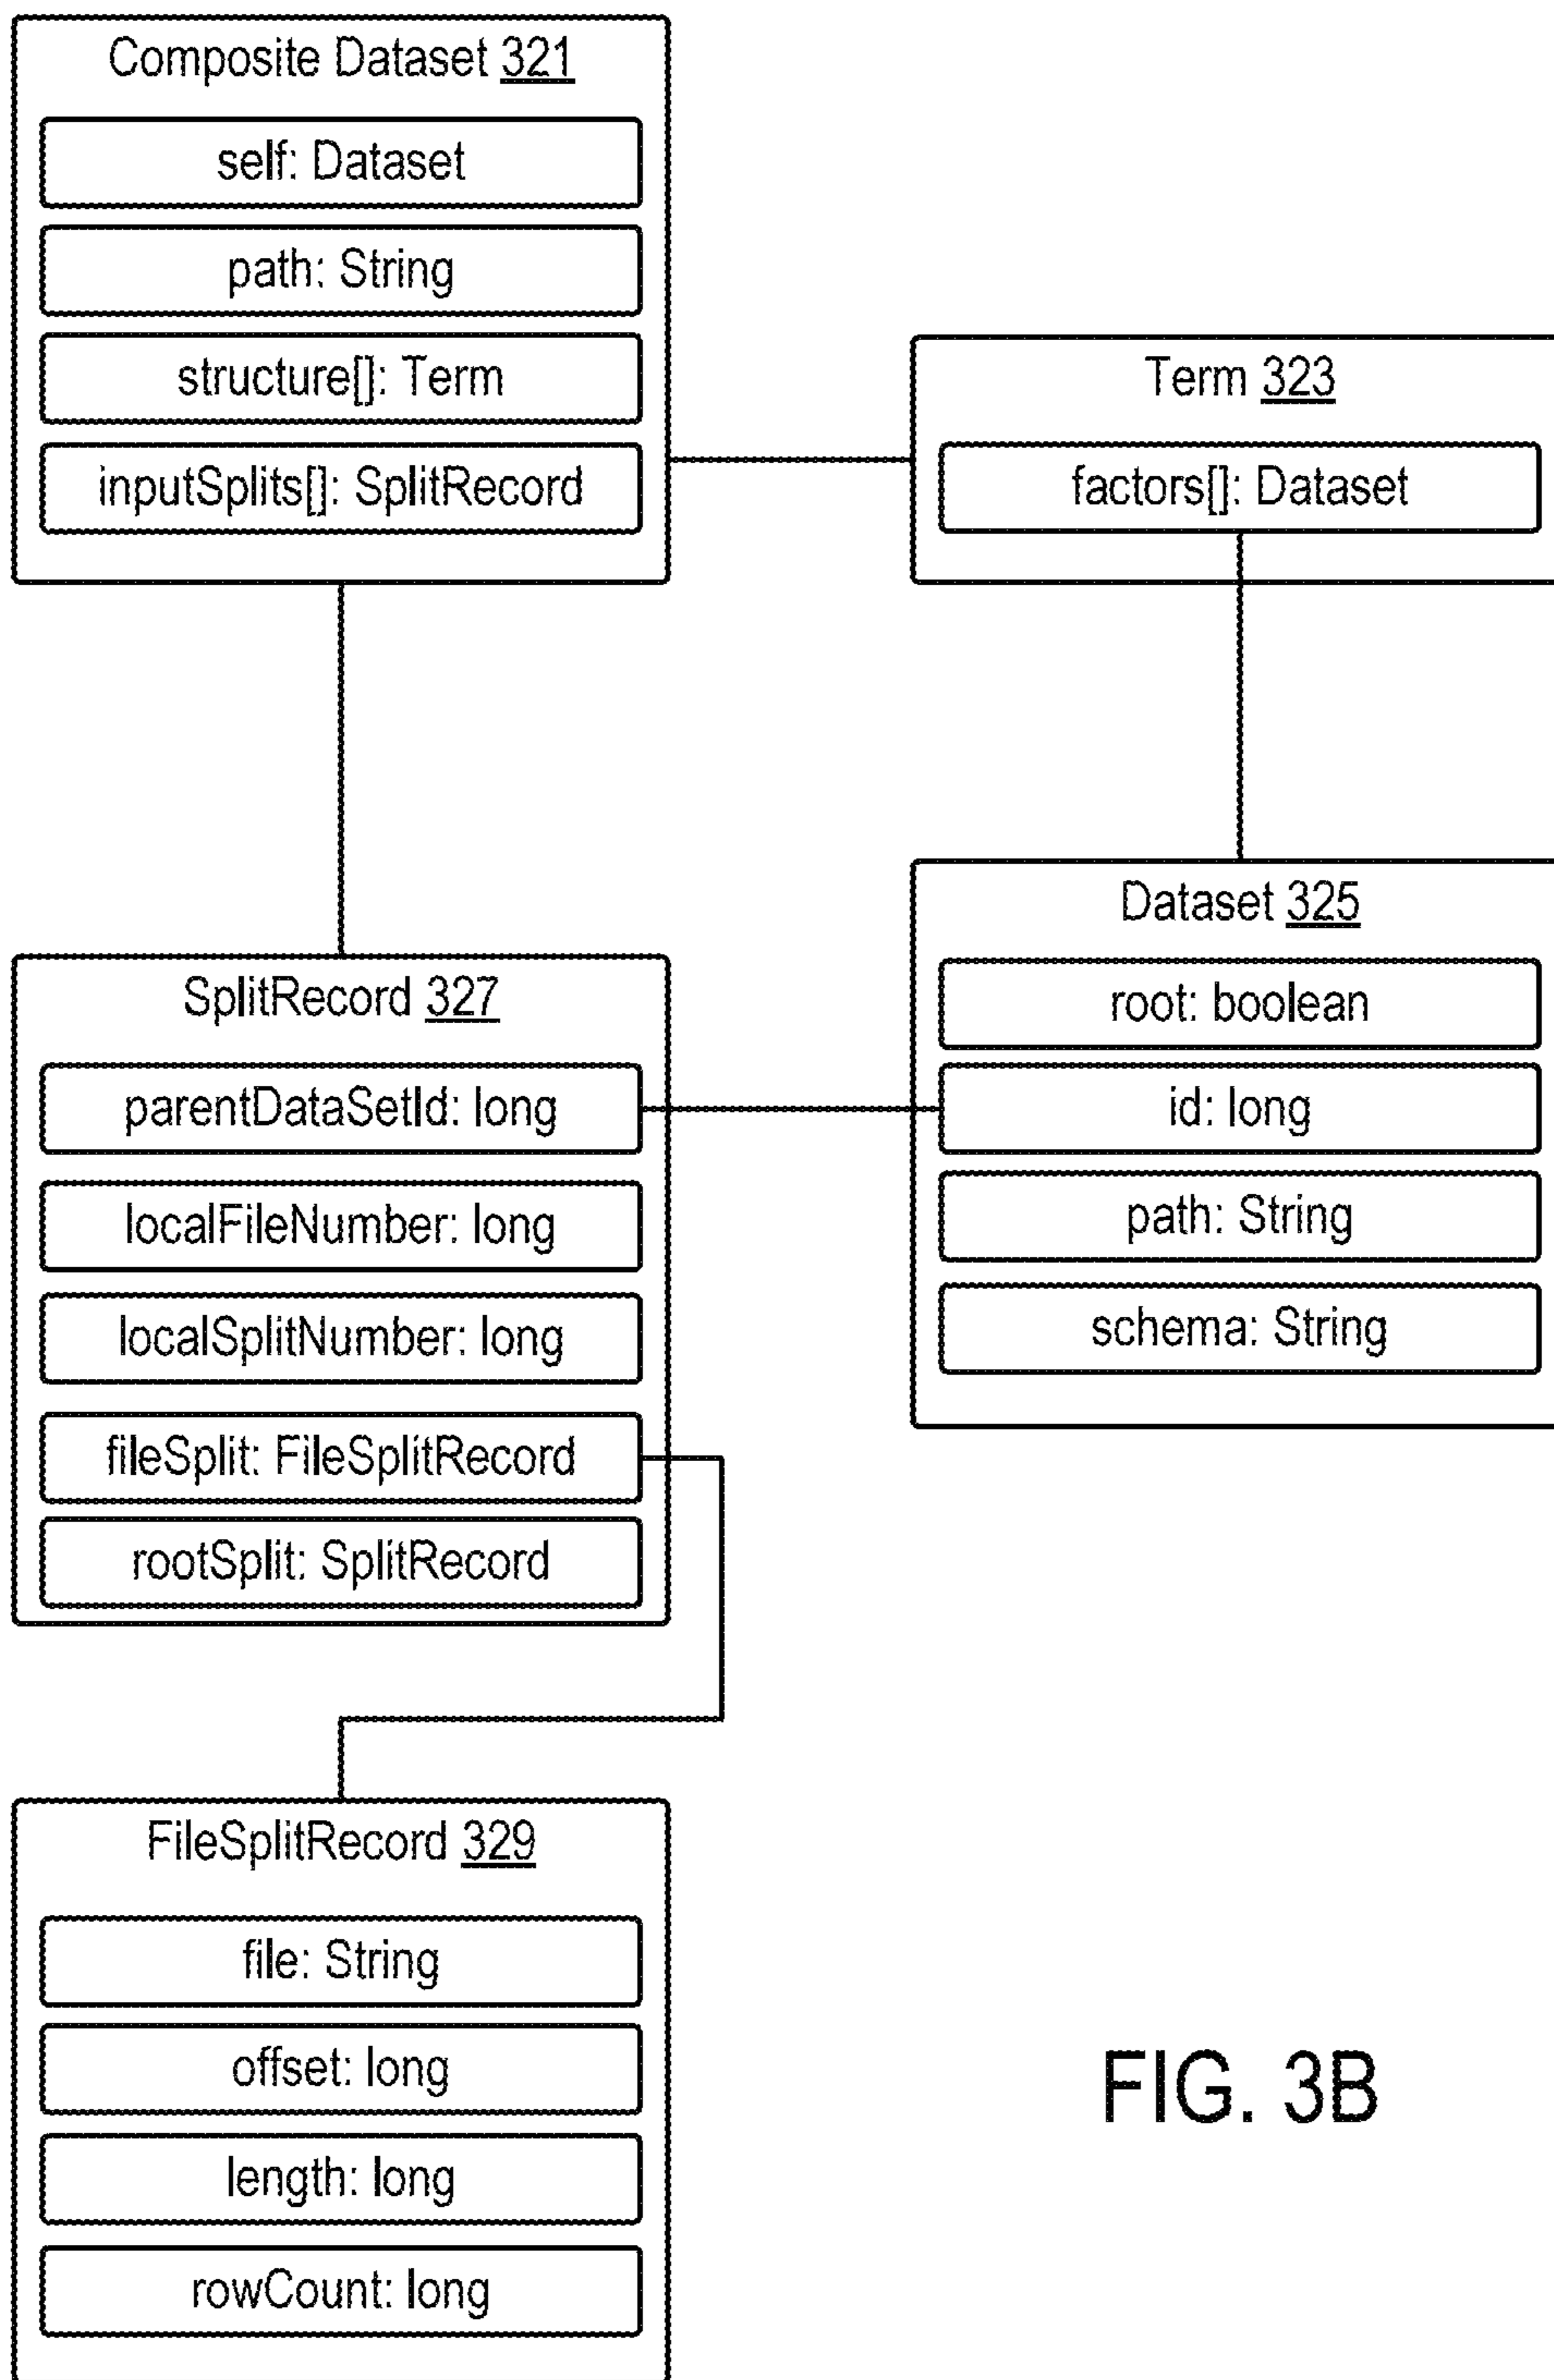 Composite Dataset 321
self: Dataset
path: String
structure[]: Term
inputSplits[]: SplitRecord
Term 323
factors[]: Dataset
SplitRecord 327
parentDataSetId: long
localFileNumber: long
localSplitNumber: long
fileSplit: FileSplitRecord
rootSplit: SplitRecord
Dataset 325
root: boolean
id: long
path: String
schema: String
FileSplitRecord 329
file: String
offset: long
length: long
rowCount: long
FIG. 3B